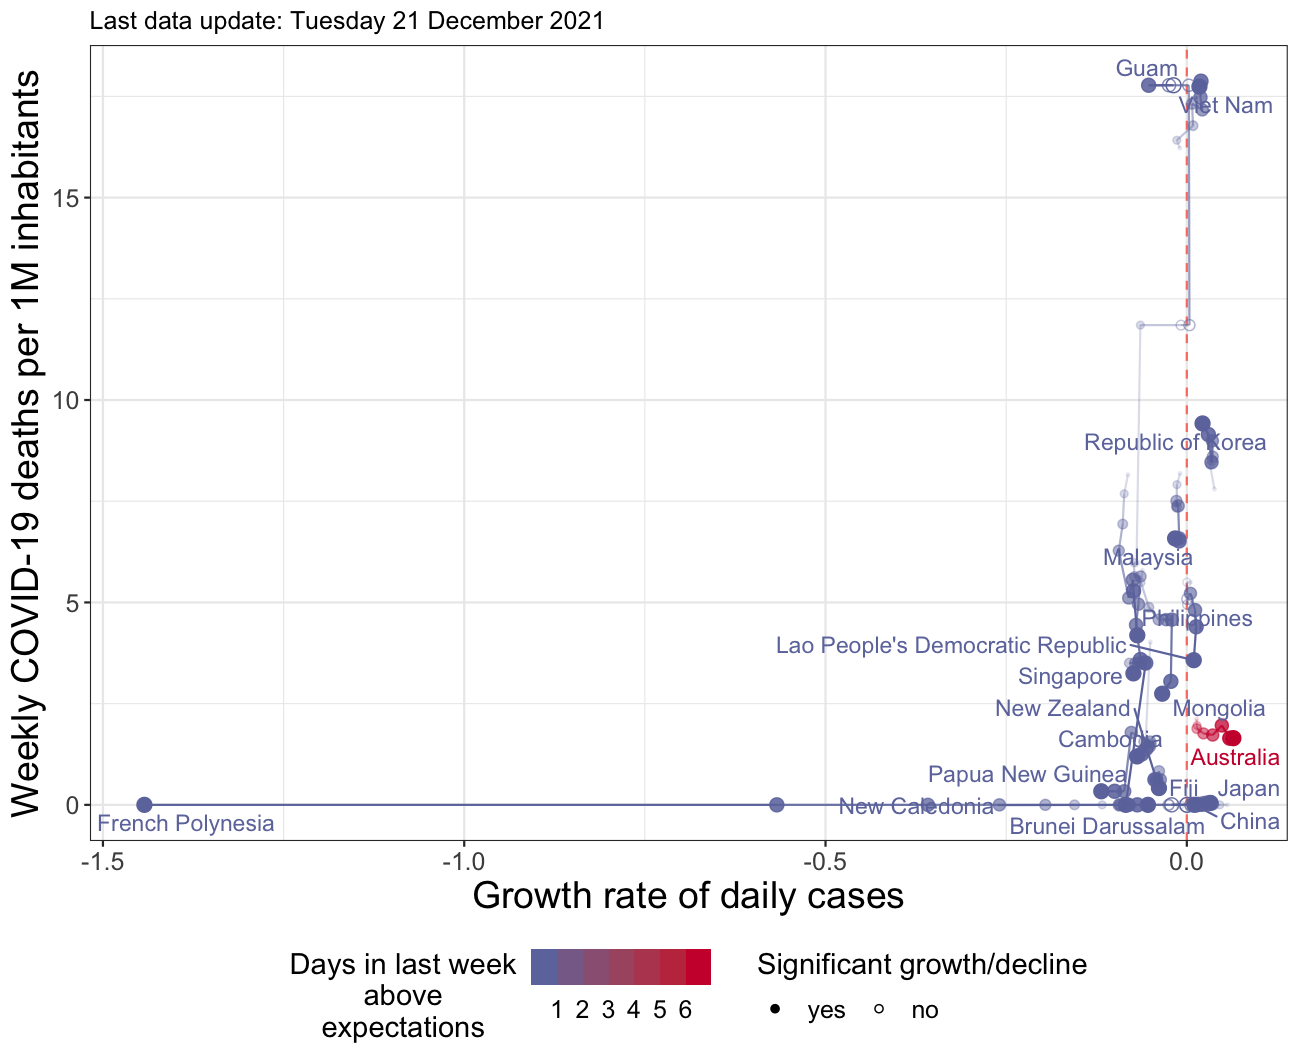 Last data update: Tuesday 21 December 2021
Weekly COVID-19 deaths per 1M inhabitants
Guam
Viet Nam
15
10
Republic of Korea
Malaysia
5
Philippines
Lao People's Democratic Republic
Singapore
New Zealand
Mongolia
Cambodia
Australia
Papua New Guinea
Fiji
Japan
0
New Caledonia
French Polynesia
Brunei Darussalam
China
-1.5
-1.0
-0.5
0.0
Growth rate of daily cases
Days in last week
above
expectations
1 2 3 4 5 6
Significant growth/decline
yes
no